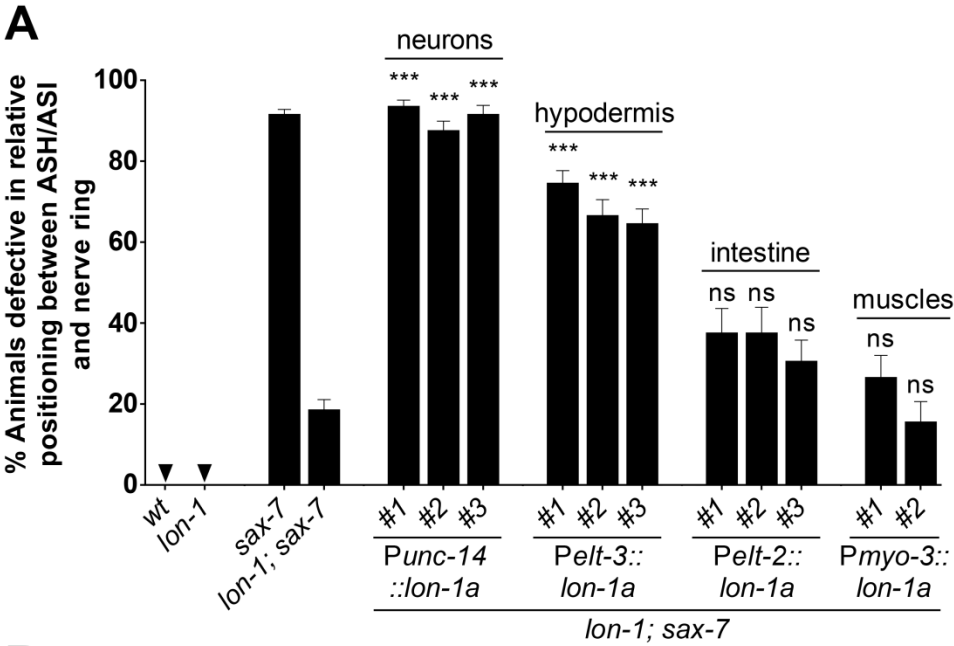 A
% Animals defective in relative
positioning between ASH/ASI
and nerve ring
100
80
60
40
20
0
neurons
*** *** ***
hypodermis
*** *** ***
intestine
ns ns ns
muscles
ns ns
wt
lon-1
sax-7
lon-1; sax-7
#1 #2 #3
#1 #2 #3
#1 #2 #3
#1 #2
Punc-14
::lon-1a
Pelt-3::
lon-1a
Pelt-2::
lon-1a
Pmyo-3::
lon-1a
lon-1; sax-7